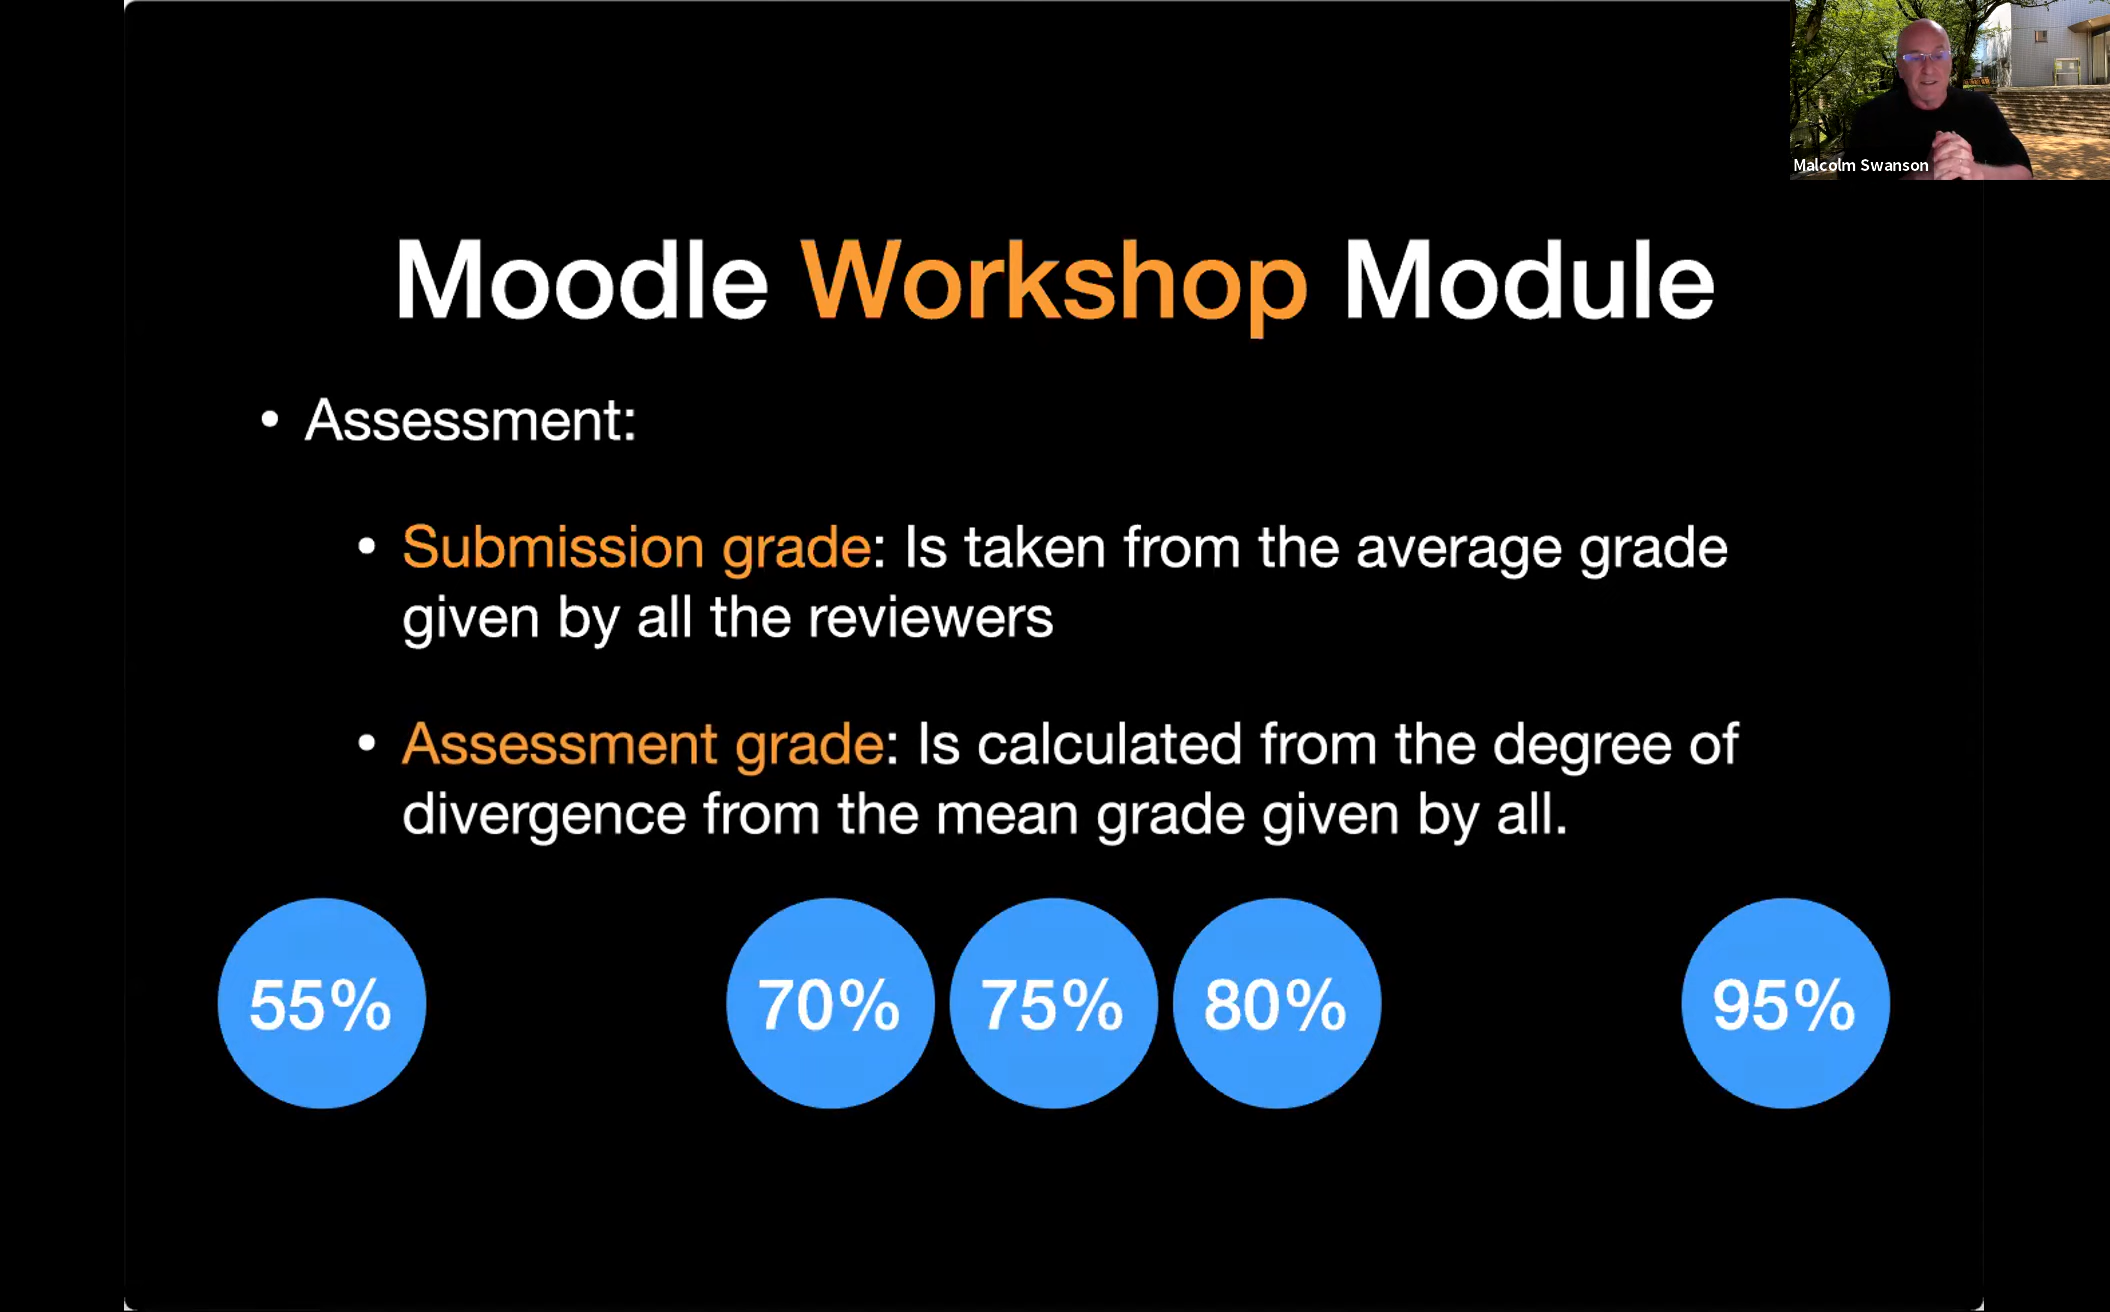 Malcolm Swanson
Moodle Workshop Module
• Assessment:
• Submission grade: Is taken from the average grade
given by all the reviewers
• Assessment grade: Is calculated from the degree of
divergence from the mean grade given by all.
55% 70% 75% 80% 95%